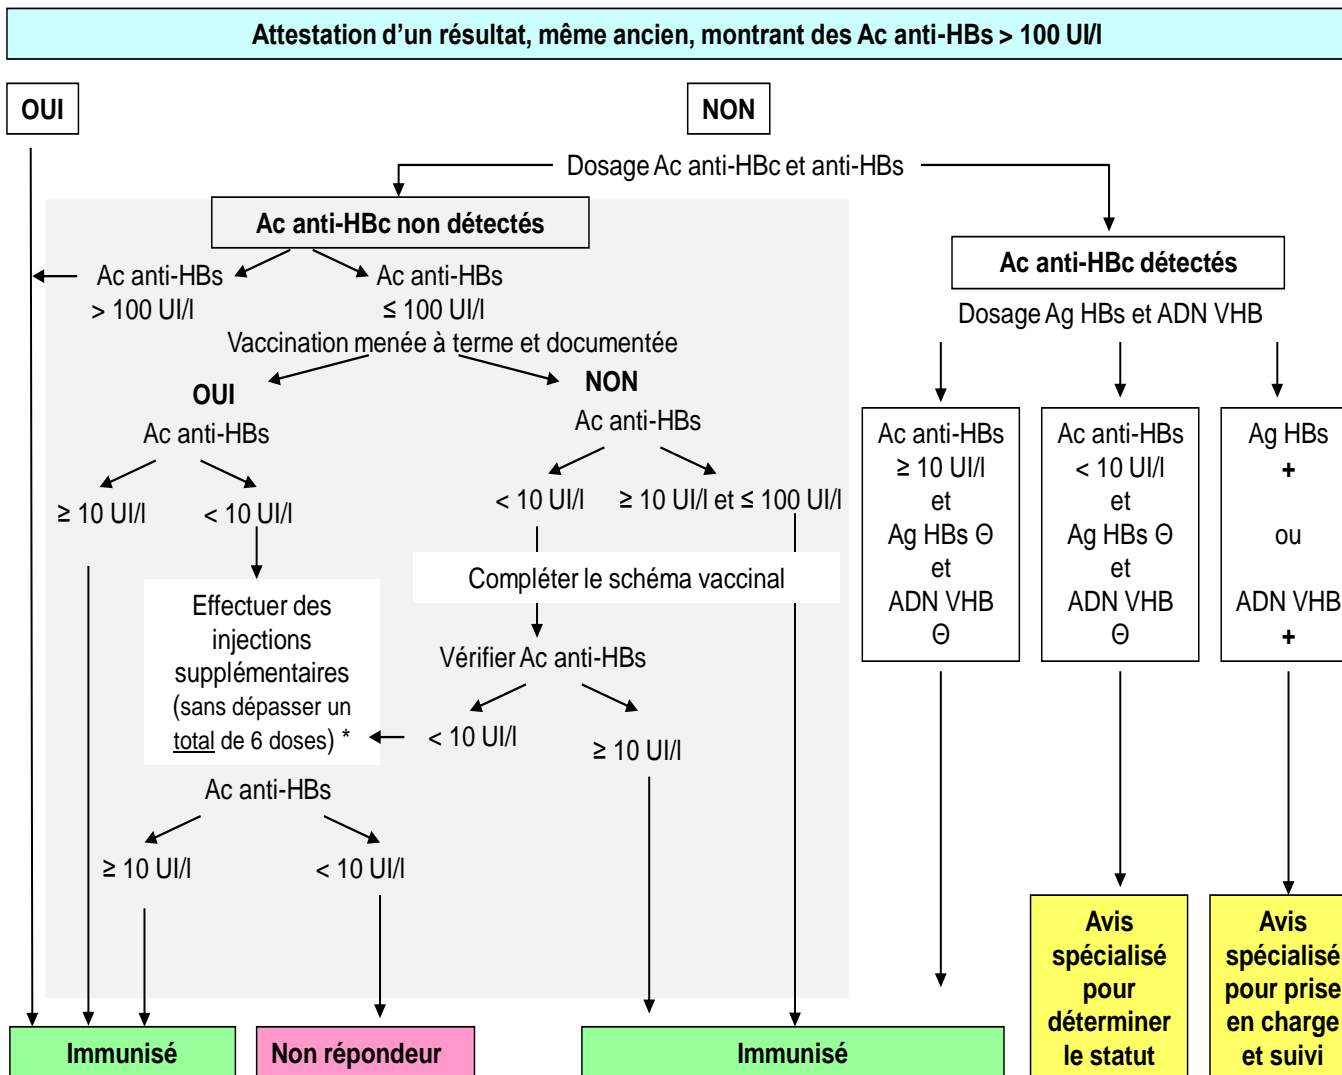 Attestation d'un résultat, même ancien, montrant des Ac anti-HBs > 100 UI/l
OUI
NON
Dosage Ac anti-HBc et anti-HBs
Ac anti-HBc non détectés
Ac anti-HBs
> 100 UI/l
Ac anti-HBs
≤ 100 UI/l
Vaccination menée à terme et documentée
OUI
Ac anti-HBs
≥ 10 UI/l
< 10 UI/l
Effectuer des
injections
supplémentaires
(sans dépasser un
total de 6 doses) *
Ac anti-HBs
≥ 10 UI/l
< 10 UI/l
NON
Ac anti-HBs
< 10 UI/l
≥ 10 UI/l et ≤ 100 UI/l
Compléter le schéma vaccinal
Vérifier Ac anti-HBs
< 10 UI/l
≥ 10 UI/l
Ac anti-HBc détectés
Dosage Ag HBs et ADN VHB
Ac anti-HBs
≥ 10 UI/l
et
Ag HBs Θ
et
ADN VHB
Θ
Ac anti-HBs
< 10 UI/l
et
Ag HBs Θ
et
ADN VHB
Θ
Ag HBs
+
ou
ADN VHB
+
Immunisé
Non répondeur
Immunisé
Avis
spécialisé
pour
déterminer
le statut
Avis
spécialisé
pour prise
en charge
et suivi